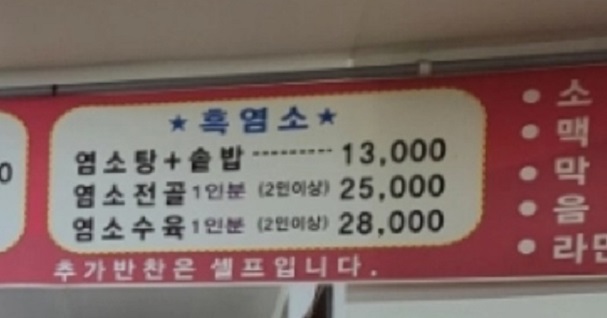 ★흑염소★
염소탕+솥밥 --------- 13,000
염소전골 1인분 (2인이상) 25,000
염소수육 1인분 (2인이상) 28,000
추가반찬은 셀프입니다.
0
● 소
● 맥
● 막
● 음
● 라면